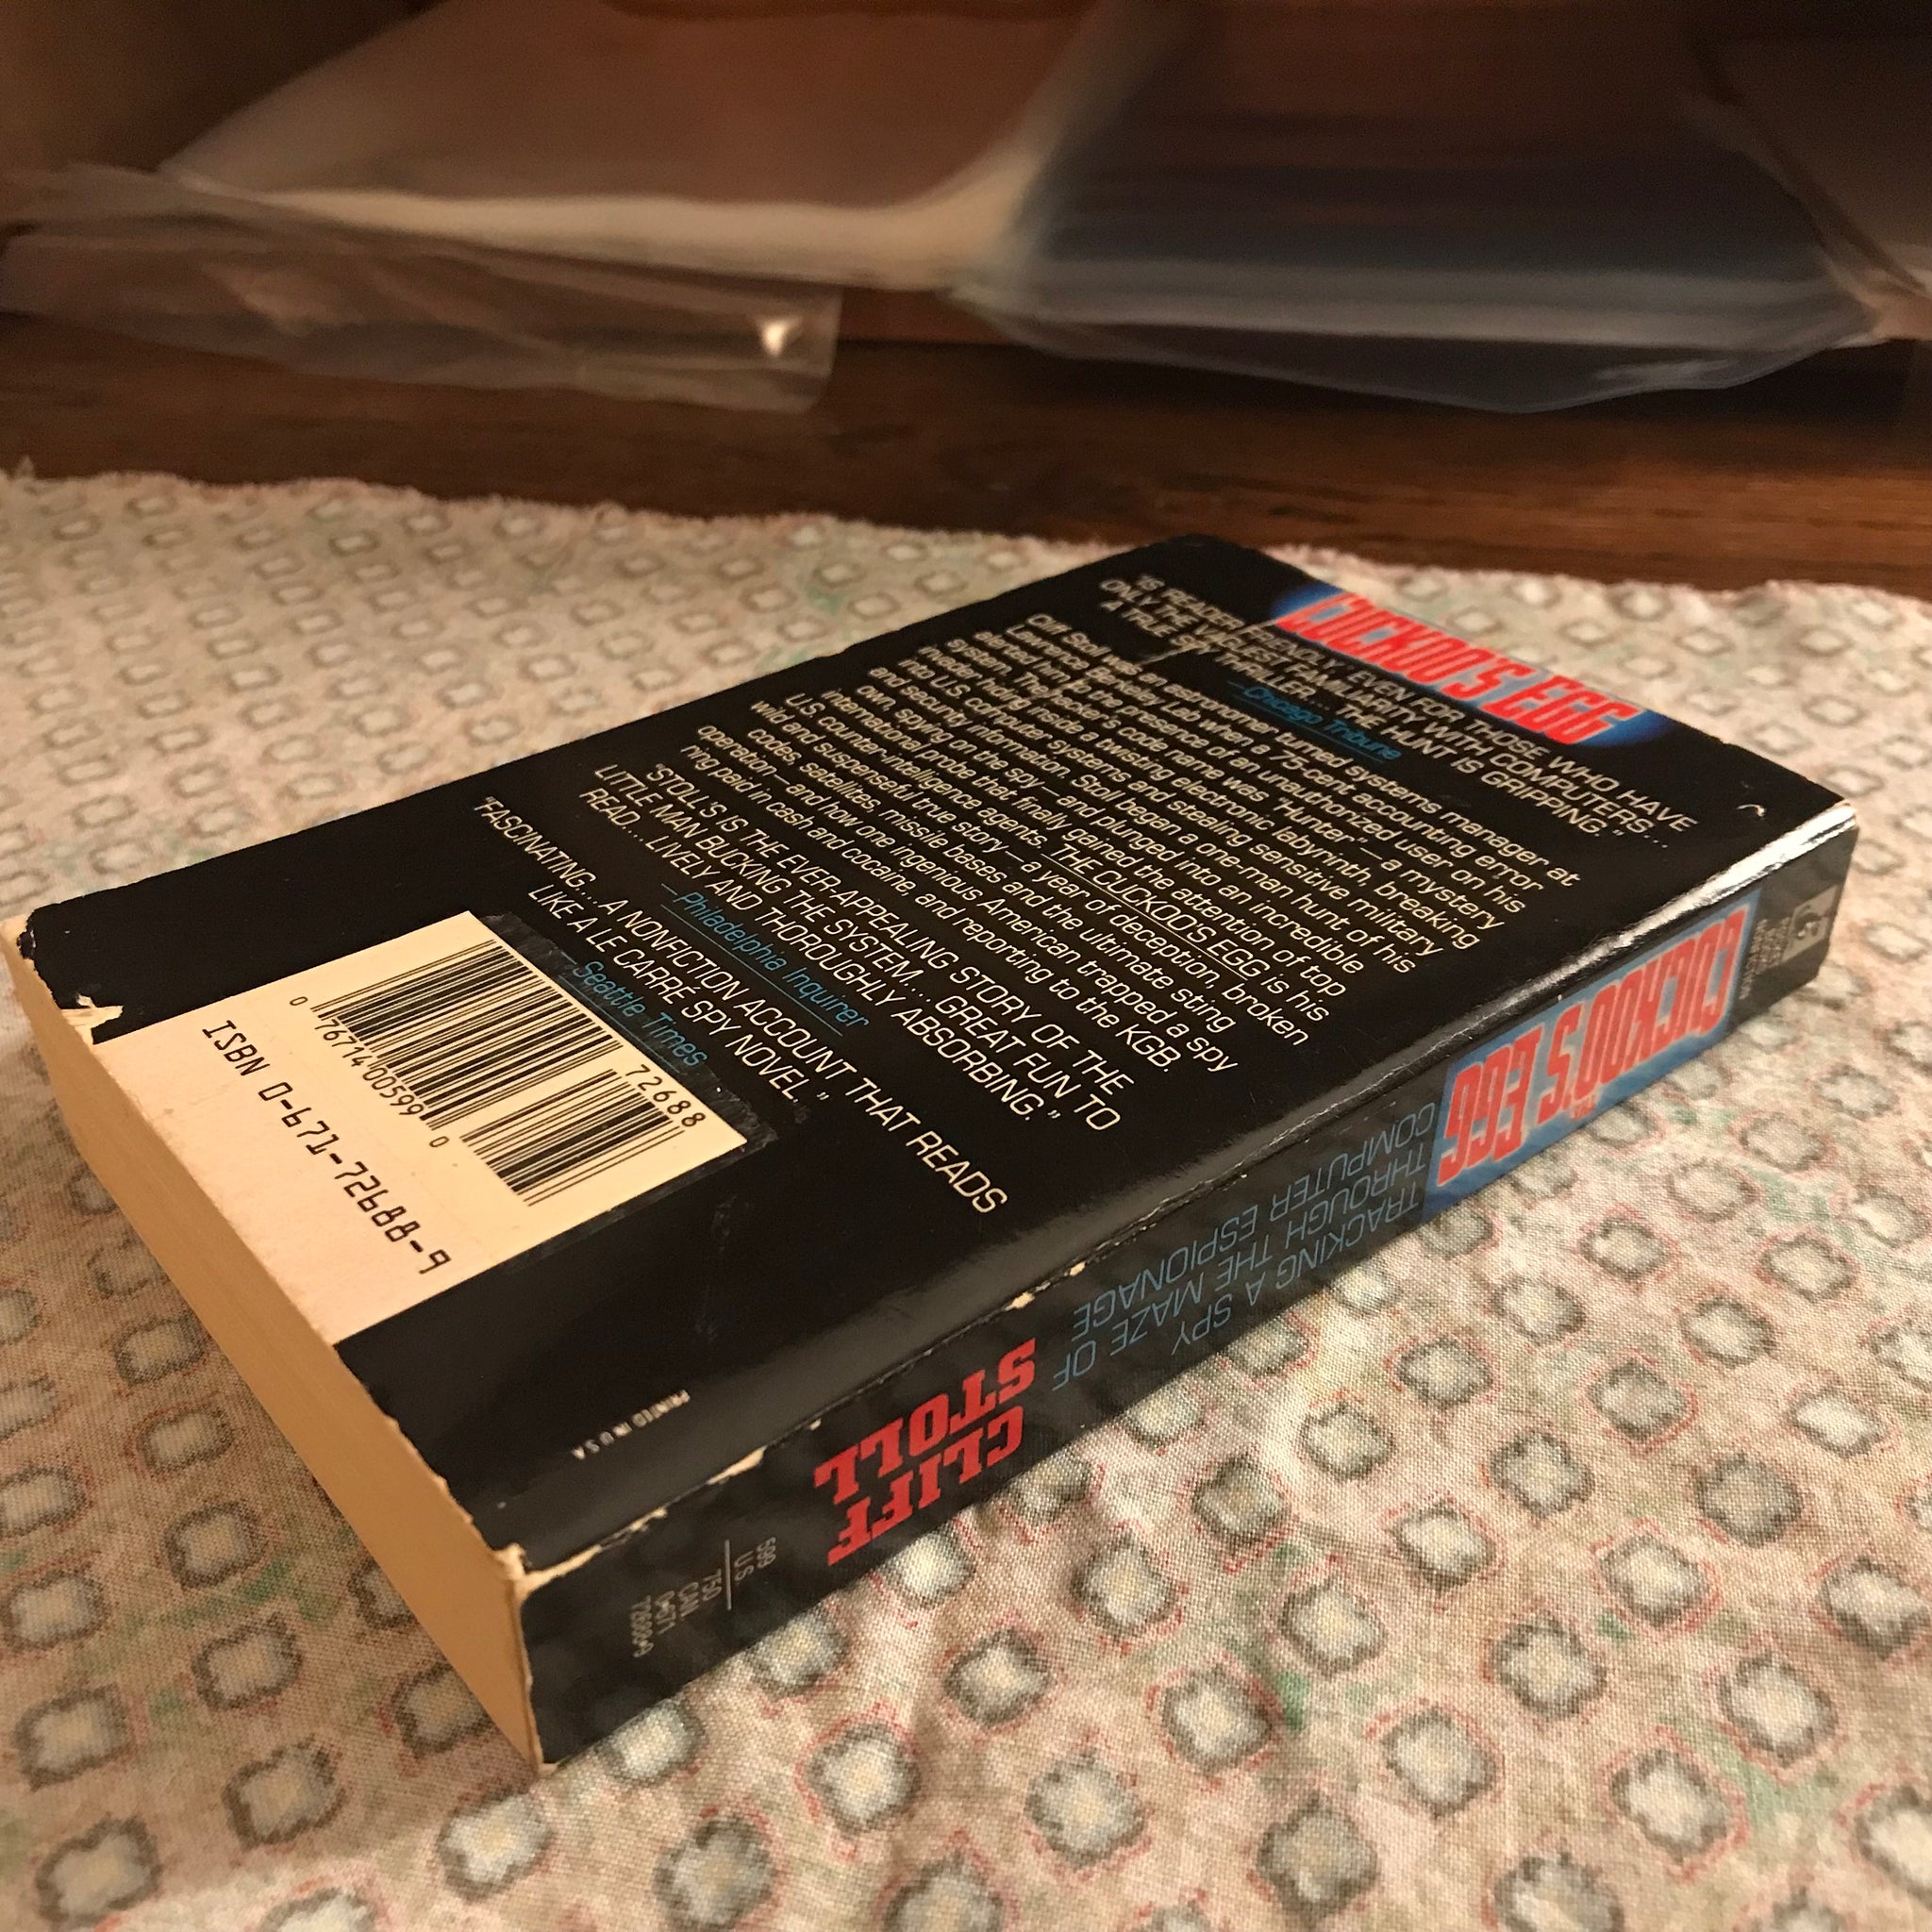 CUCKOO'S EGG
"IS READER-FRIENDLY, EVEN FOR THOSE WHO HAVE
ONLY THE VAGUEST FAMILIARITY WITH COMPUTERS...
A TRUE SPY THRILLER.... THE HUNT IS GRIPPING."
—Chicago Tribune
Cliff Stoll was an astronomer turned systems manager at
Lawrence Berkeley Lab when a 75-cent accounting error
alerted him to the presence of an unauthorized user on his
system. The hacker's code name was "Hunter"—a mystery
invader hiding inside a twisting electronic labyrinth, breaking
into U.S. computer systems and stealing sensitive military
and security information. Stoll began a one-man hunt of his
own, spying on the spy—and plunged into an incredible
international probe that finally gained the attention of top
U.S. counter-intelligence agents. THE CUCKOO'S EGG is his
wild and suspenseful true story—a year of deception, broken
codes, satellites, missile bases and the ultimate sting
operation—and how one ingenious American trapped a spy
ring paid in cash and cocaine, and reporting to the KGB.
"STOLL'S IS THE EVER-APPEALING STORY OF THE
LITTLE MAN BUCKING THE SYSTEM.... GREAT FUN TO
READ....LIVELY AND THOROUGHLY ABSORBING."
—Philadelphia Inquirer
"FASCINATING....A NONFICTION ACCOUNT THAT READS
LIKE A LE CARRÉ SPY NOVEL."
—Seattle Times
72688
0 76714 00599 0
ISBN 0-671-72688-9
PRINTED IN U.S.A.
THE
CUCKOO'S
EGG
TRACKING A SPY
THROUGH THE MAZE OF
COMPUTER ESPIONAGE
CLIFF
STOLL
599
U.S.
750
CAN
0-671
72688-9